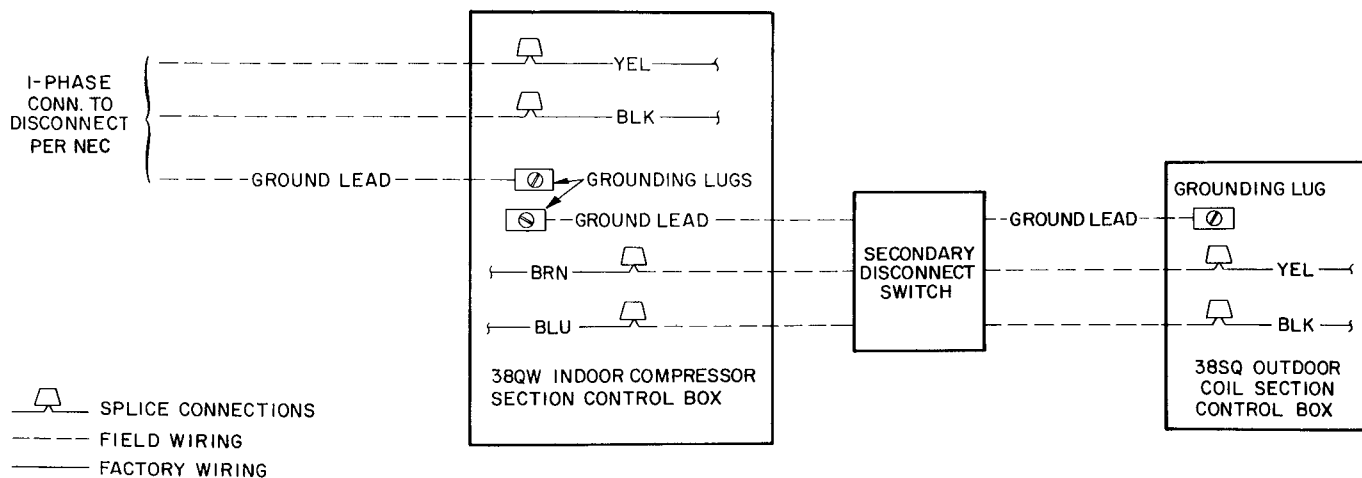 1-PHASE
CONN. TO
DISCONNECT
PER NEC
YEL
BLK
GROUND LEAD
GROUNDING LUGS
GROUND LEAD
BRN
BLU
38QW INDOOR COMPRESSOR
SECTION CONTROL BOX
SECONDARY
DISCONNECT
SWITCH
GROUND LEAD
GROUNDING LUG
YEL
BLK
38SQ OUTDOOR
COIL SECTION
CONTROL BOX
SPLICE CONNECTIONS
FIELD WIRING
FACTORY WIRING